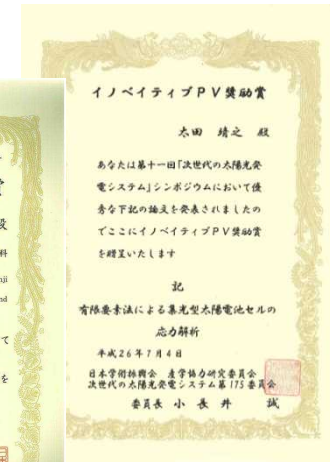 イノベイティブPV奨励賞
太田 靖之 殿
あなたは第十一回「次世代の太陽光発
電システム」シンポジウムにおいて優
秀な下記の論文を発表されましたの
でここにイノベイティブPV奨励賞
を贈呈いたします
記
有限要素法による集光型太陽電池セルの
応力解析
平成26年7月4日
日本学術振興会 産学協力研究委員会
次世代の太陽光発電システム第175委員会
委員長 小長井 誠
賞
殿
科
nji
nd
て
を